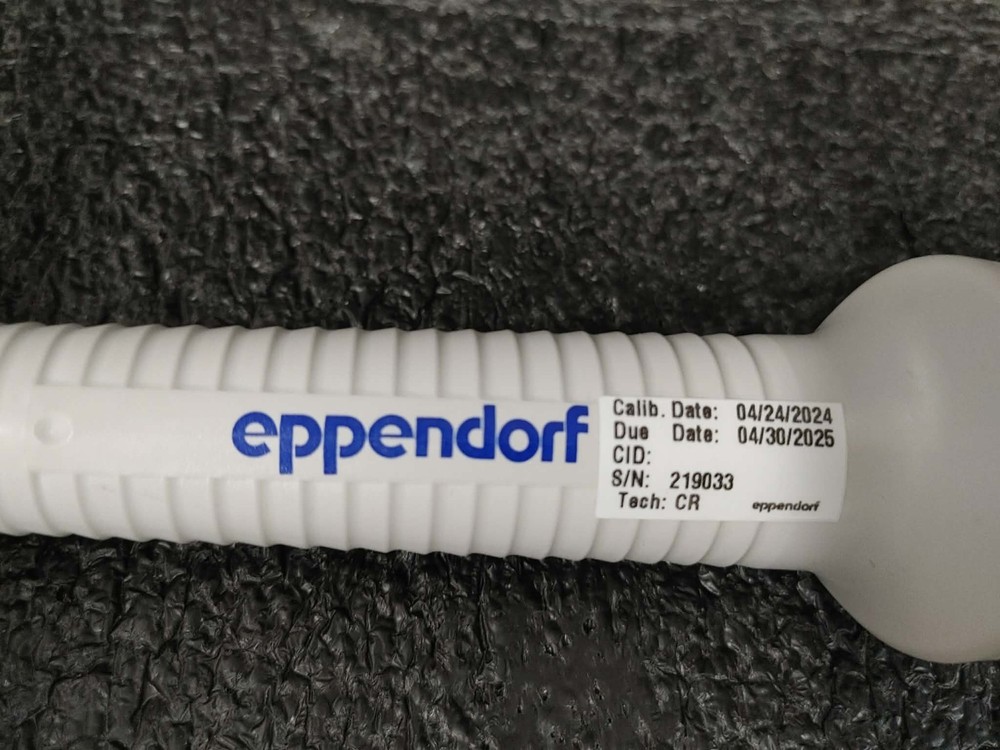 eppendorf
Calib. Date: 04/24/2024
Due Date: 04/30/2025
CID:
S/N: 219033
Tech: CR eppendorf